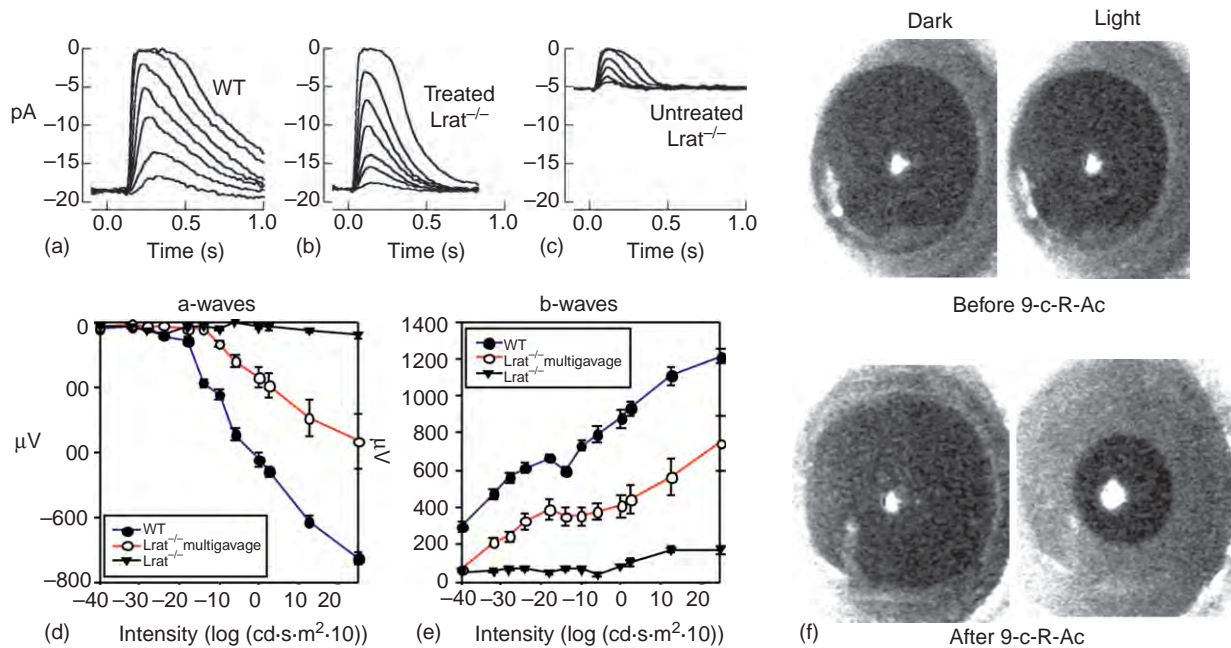 0
−5
−10
−15
−20
pA
WT
0.0
0.5
1.0
(a)
Time (s)
0
−5
−10
−15
−20
Treated
Lrat−/−
0.0
0.5
1.0
(b)
Time (s)
0
−5
−10
−15
−20
Untreated
Lrat−/−
0.0
0.5
1.0
(c)
Time (s)
Dark
Light
Before 9-c-R-Ac
a-waves
0
00
00
−600
−800
μV
WT
Lrat−/−multigavage
Lrat−/−
−40
−30
−20
−10
0
10
20
(d)
Intensity (log (cd·s·m²·10))
b-waves
1400
1200
1000
800
600
400
200
0
μV
WT
Lrat−/−multigavage
Lrat−/−
−40
−30
−20
−10
0
10
20
(e)
Intensity (log (cd·s·m²·10))
(f)
After 9-c-R-Ac